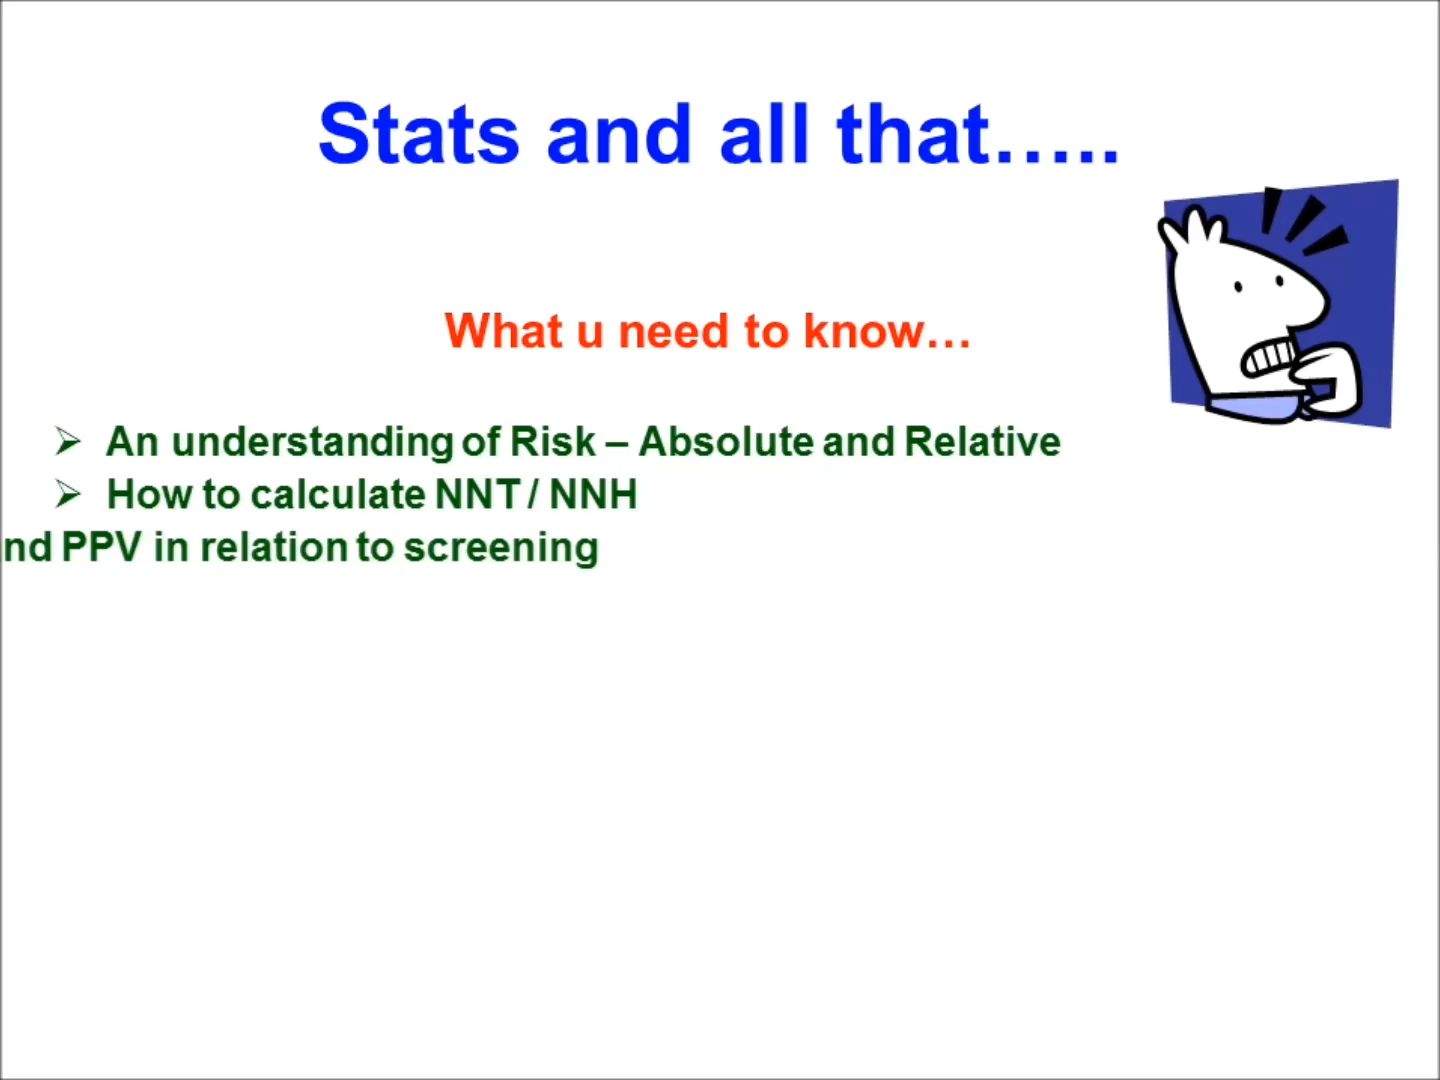 Stats and all that…..
What u need to know…
➢ An understanding of Risk – Absolute and Relative
➢ How to calculate NNT / NNH
nd PPV in relation to screening